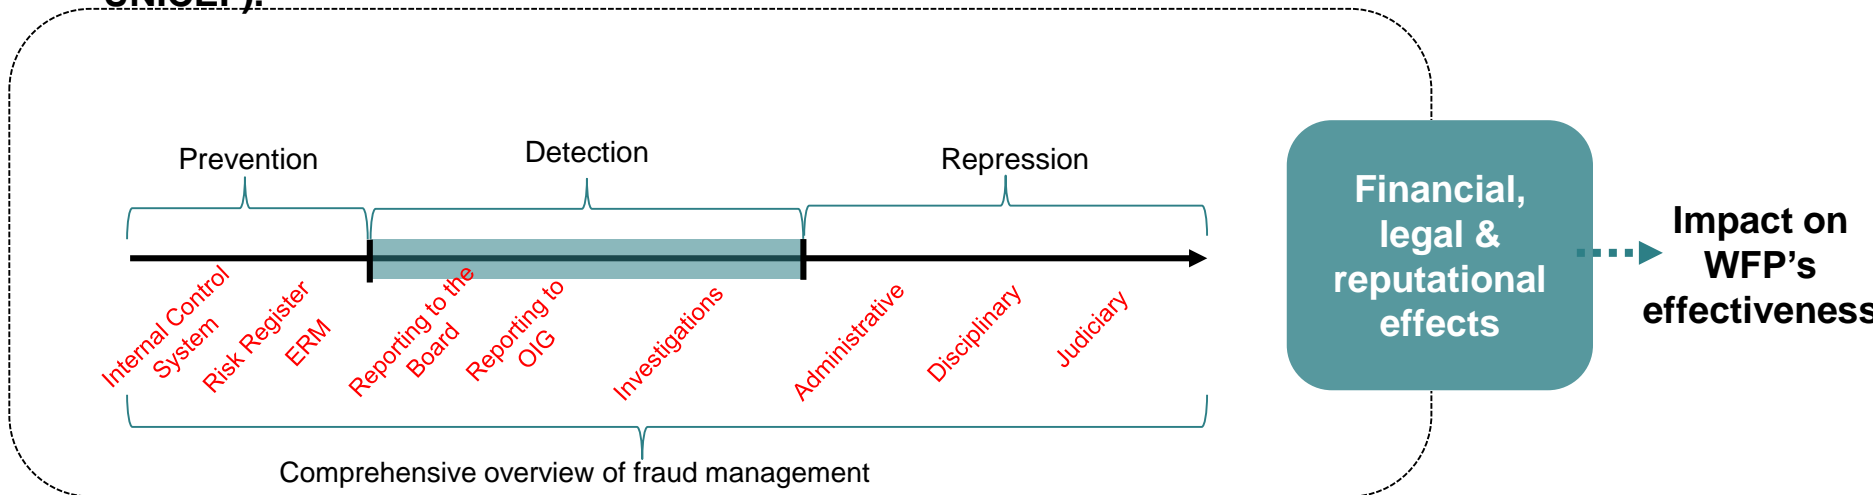 UNICEF).
Prevention
Detection
Repression
Internal Control
System
Risk Register
ERM
Reporting to the
Board
Reporting to
OIG
Investigations
Administrative
Disciplinary
Judiciary
Comprehensive overview of fraud management
Financial,
legal &
reputational
effects
Impact on
WFP’s
effectiveness